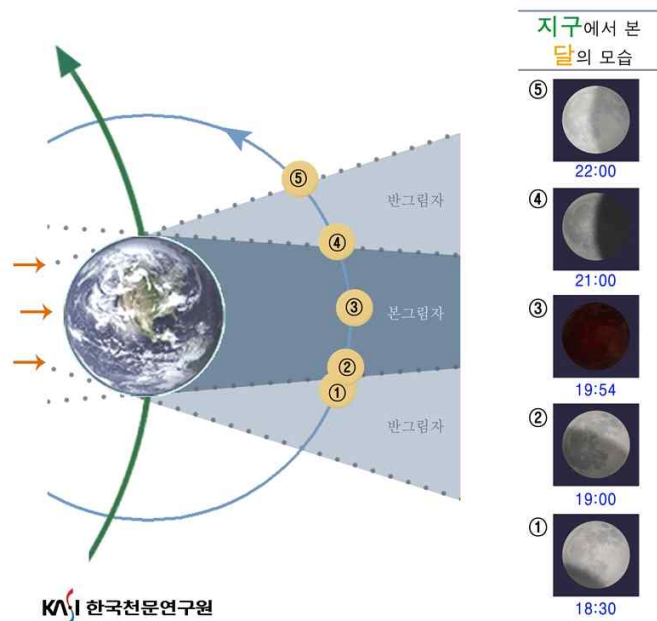 지구에서 본
달의 모습
⑤
22:00
④
21:00
③
19:54
②
19:00
①
18:30
⑤
④
③
②
①
반그림자
본그림자
반그림자
KASI 한국천문연구원